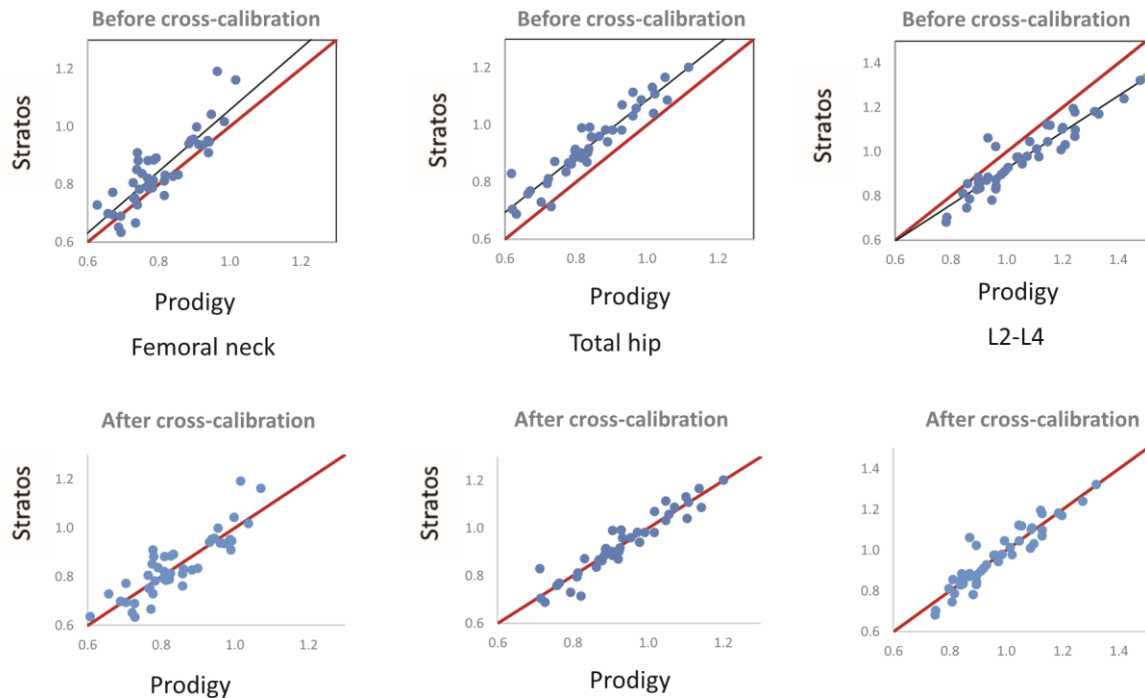 Before cross-calibration
Stratos
1.2
1.0
0.8
0.6
0.6 0.8 1.0 1.2
Prodigy
Femoral neck
Before cross-calibration
Stratos
1.2
1.0
0.8
0.6
0.6 0.8 1.0 1.2
Prodigy
Total hip
Before cross-calibration
Stratos
1.4
1.2
1.0
0.8
0.6
0.6 0.8 1.0 1.2 1.4
Prodigy
L2-L4
After cross-calibration
Stratos
1.2
1.0
0.8
0.6
0.6 0.8 1.0 1.2
Prodigy
After cross-calibration
Stratos
1.2
1.0
0.8
0.6
0.6 0.8 1.0 1.2
Prodigy
After cross-calibration
1.4
1.2
1.0
0.8
0.6
0.6 0.8 1.0 1.2 1.4